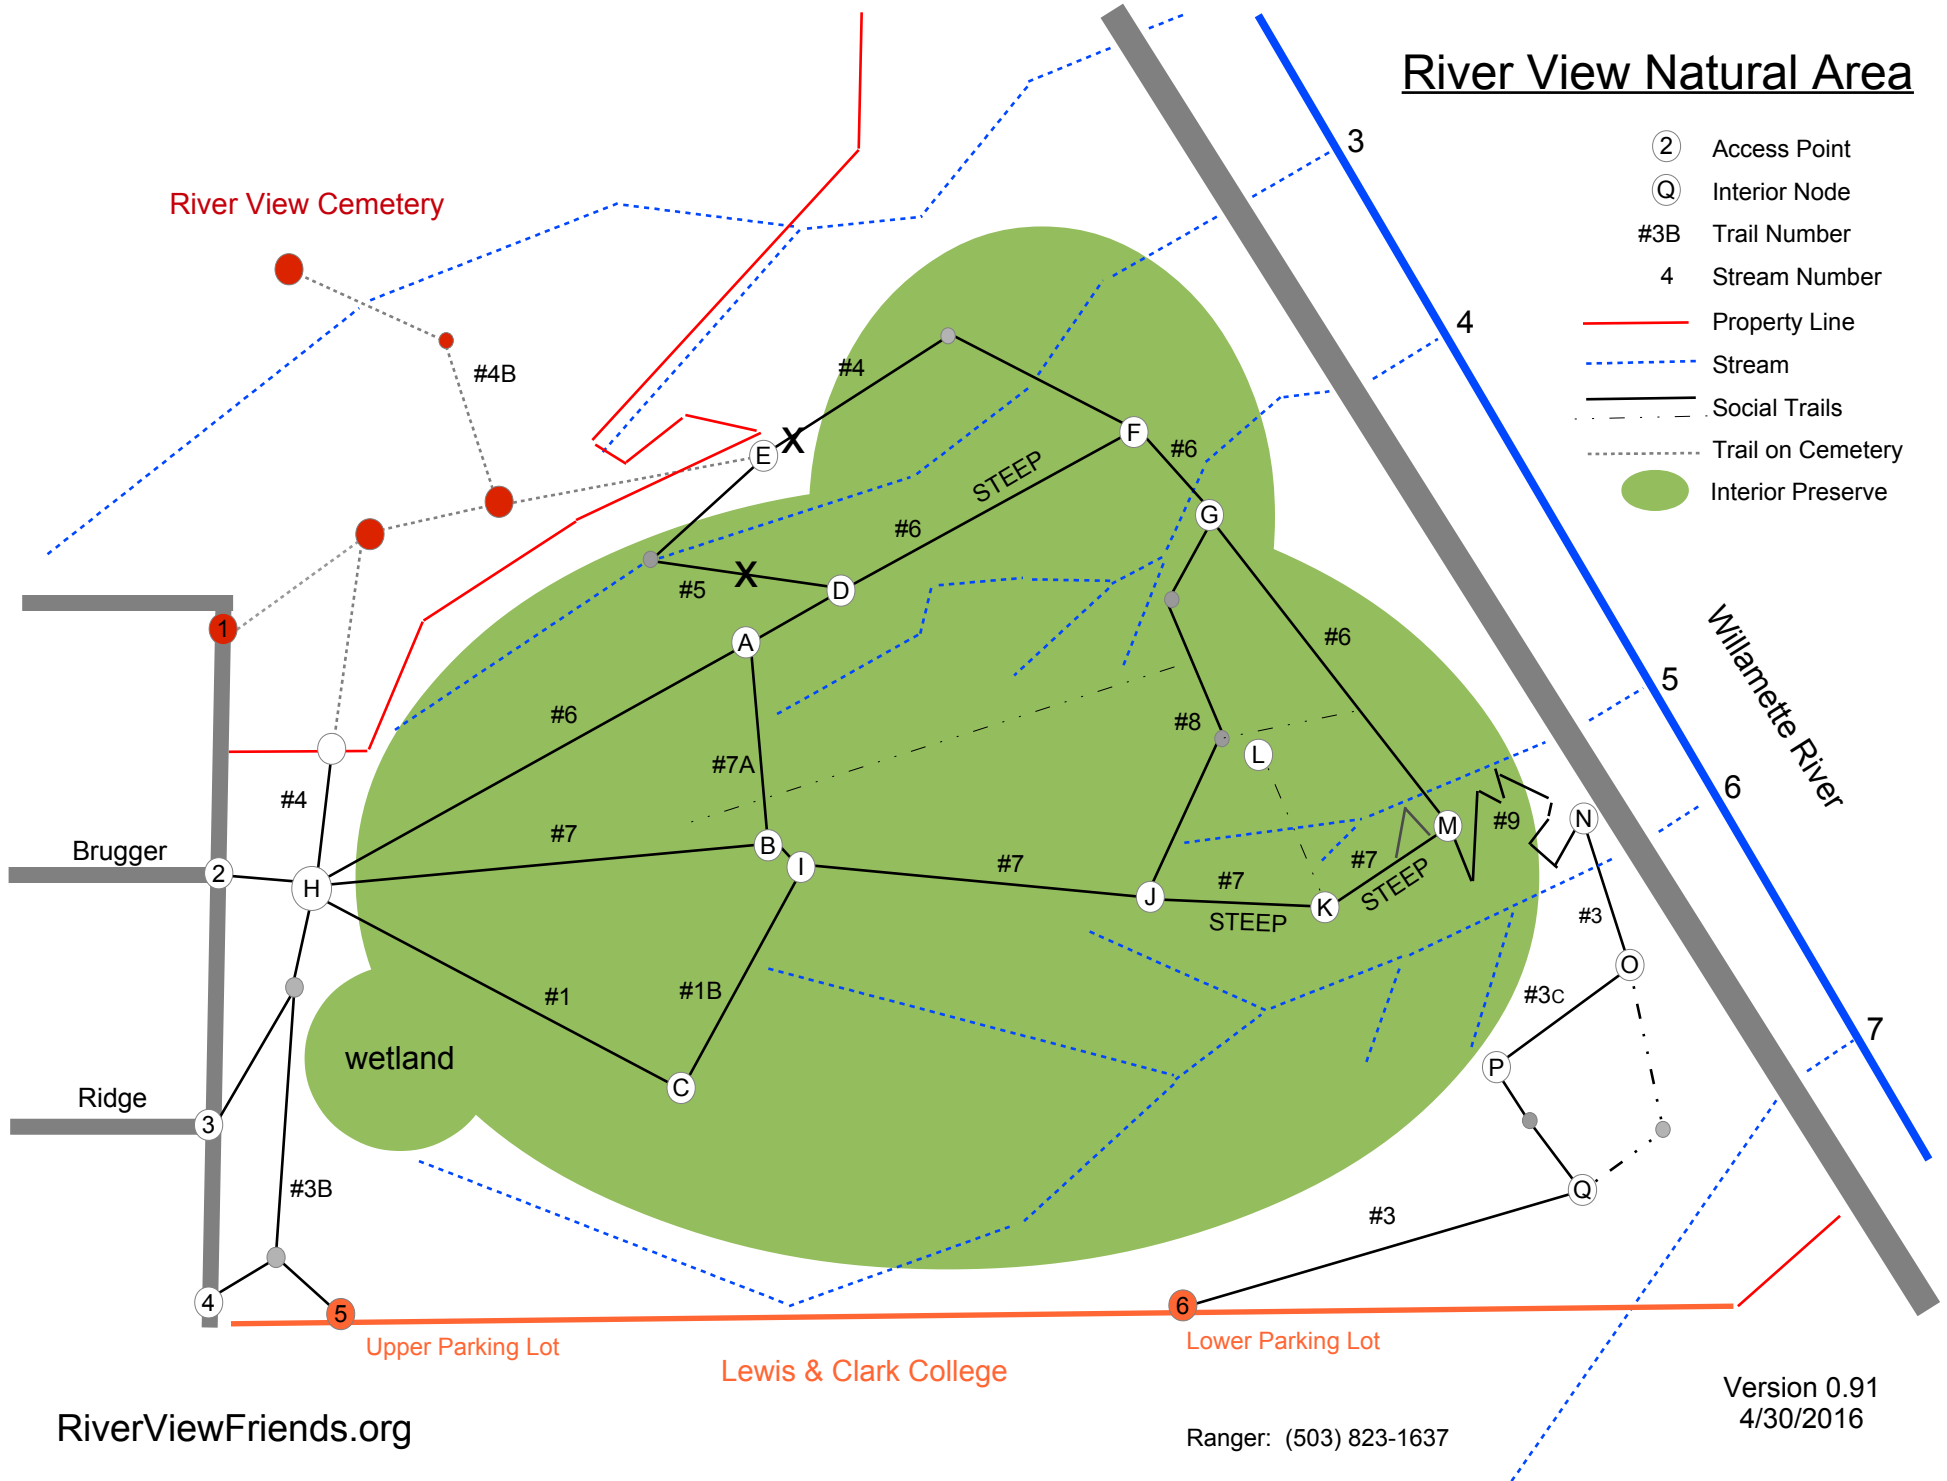 River View Natural Area
2 Access Point
Q Interior Node
#3B Trail Number
4 Stream Number
Property Line
Stream
Social Trails
Trail on Cemetery
Interior Preserve
3
4
5
6
7
Willamette River
River View Cemetery
#4B
#4
X
E
F
#6
STEEP
#6
G
#5
X
D
1
A
#6
#6
#8
L
#7A
#4
#7
B
I
#7
M
#9
N
Brugger
2
H
#7
STEEP
J
#7
STEEP
K
#3
O
#1
#1B
#3C
wetland
C
P
Ridge
3
#3B
Q
#3
4
5
6
Upper Parking Lot
Lower Parking Lot
Lewis & Clark College
RiverViewFriends.org
Ranger: (503) 823-1637
Version 0.91
4/30/2016